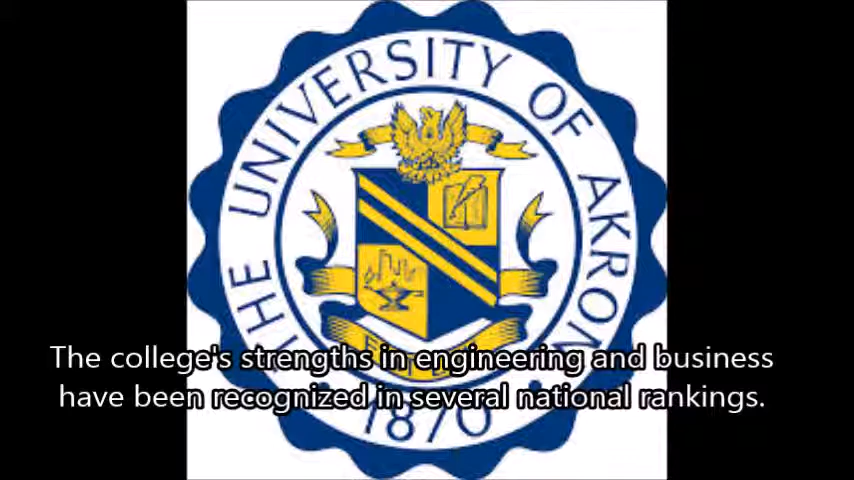 THE UNIVERSITY OF AKRON
The college's strengths in engineering and business
have been recognized in several national rankings.
1870